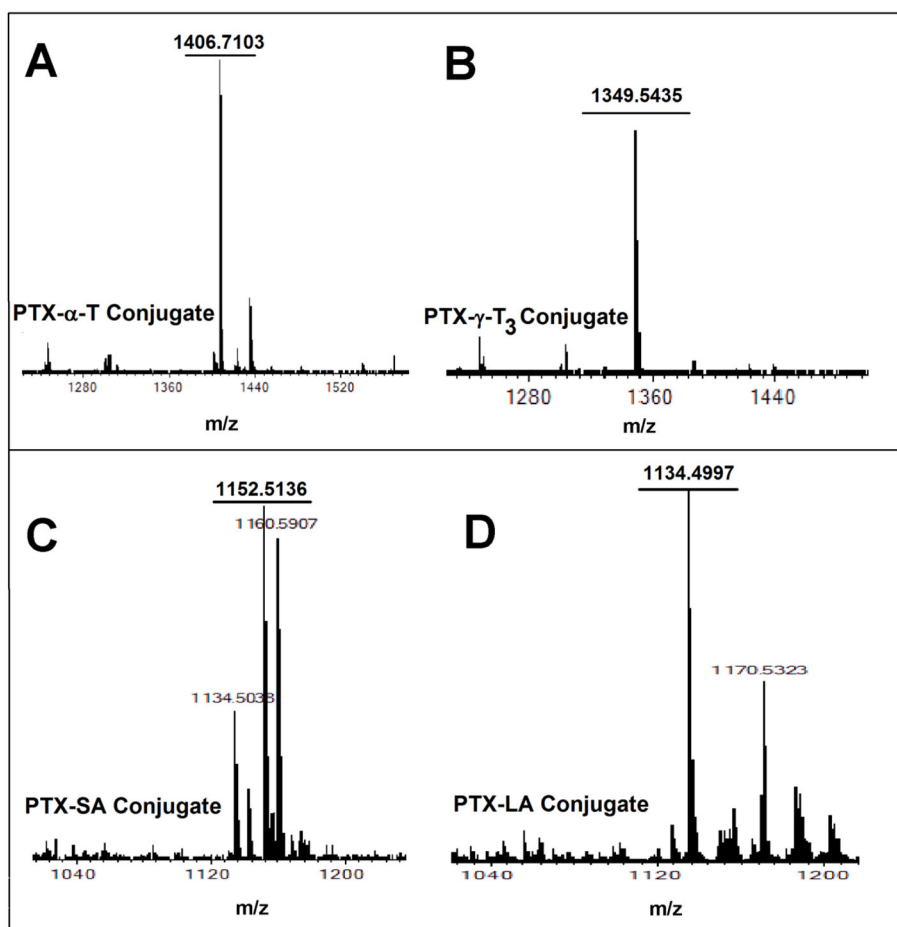 A
1406.7103
PTX-α-T Conjugate
1280 1360 1440 1520
m/z
B
1349.5435
PTX-γ-T3 Conjugate
1280 1360 1440
m/z
C
1152.5136
1160.5907
1134.5038
PTX-SA Conjugate
1040 1120 1200
m/z
D
1134.4997
1170.5323
PTX-LA Conjugate
1040 1120 1200
m/z